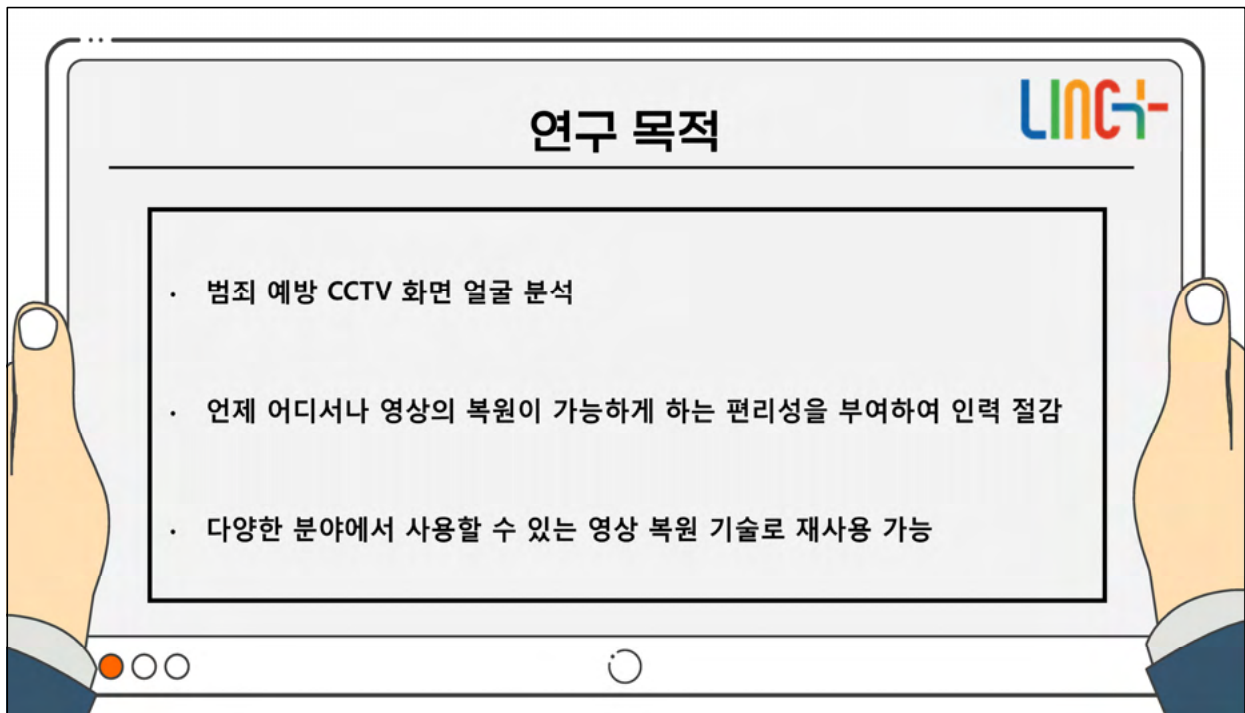 LINC+
연구 목적
· 범죄 예방 CCTV 화면 얼굴 분석
· 언제 어디서나 영상의 복원이 가능하게 하는 편리성을 부여하여 인력 절감
· 다양한 분야에서 사용할 수 있는 영상 복원 기술로 재사용 가능